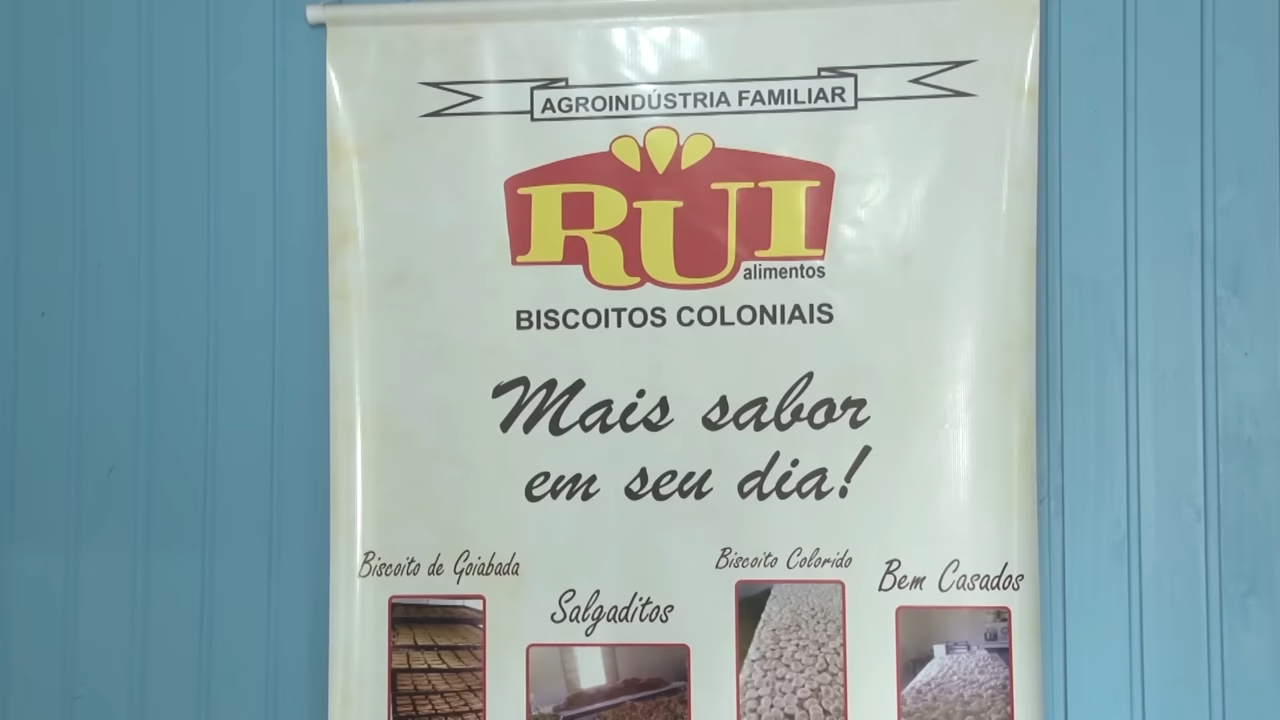 AGROINDÚSTRIA FAMILIAR
RUI
alimentos
BISCOITOS COLONIAIS
Mais sabor
em seu dia!
Biscoito de Goiabada
Salgaditos
Biscoito Colorido
Bem Casados